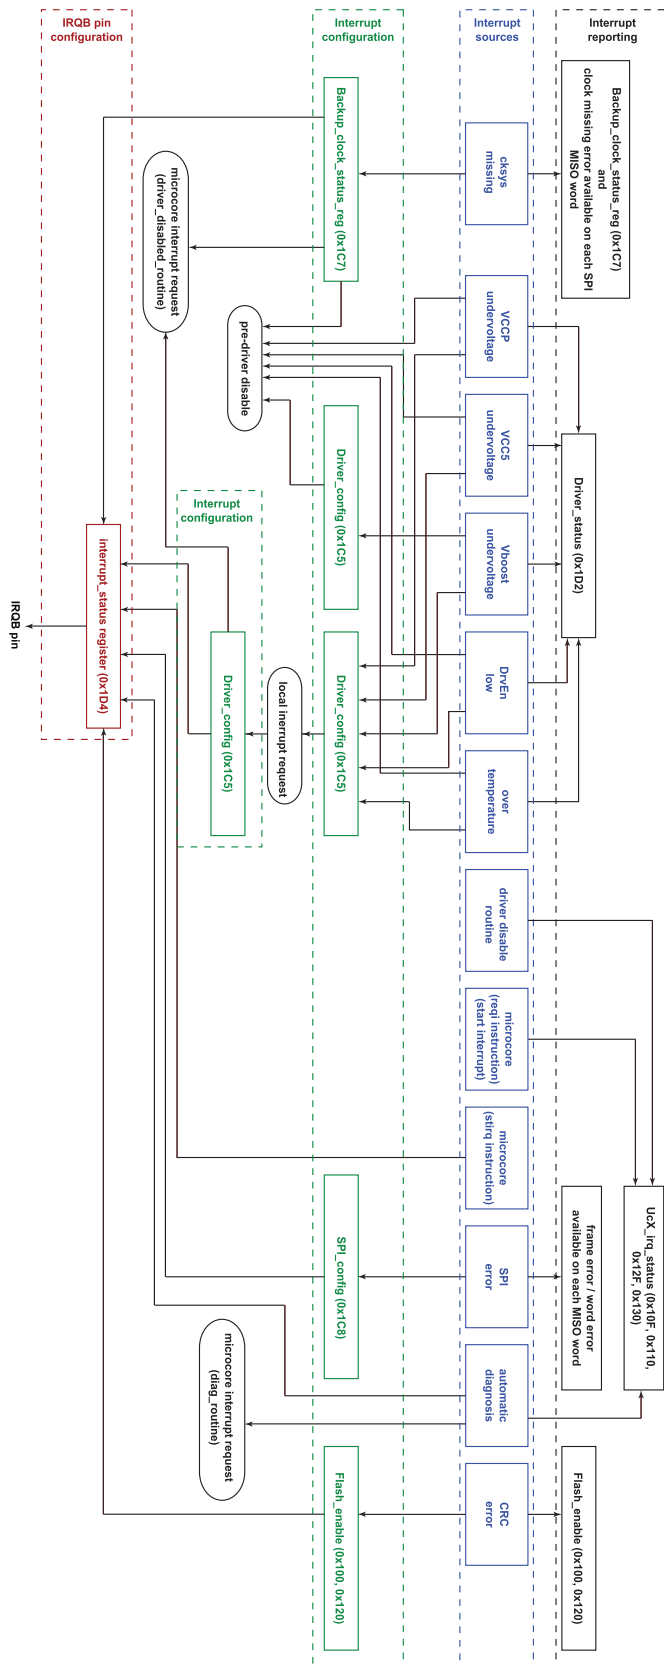 Interrupt
reporting
Backup_clock_status_reg (0x1C7)
and
clock missing error available on each SPI
MISO word
Driver_status (0x1D2)
UcX_irq_status (0x10F, 0x110,
0x12F, 0x130)
frame error / word error
available on each MISO word
Flash_enable (0x100, 0x120)
Interrupt
sources
cksys
missing
VCCP
undervoltage
VCC5
undervoltage
Vboost
undervoltage
DrvEn
low
over
temperature
driver disable
routine
microcore
(reqi instruction)
(start interrupt)
microcore
(stirq instruction)
SPI
error
automatic
diagnosis
CRC
error
Interrupt
configuration
Backup_clock_status_reg (0x1C7)
Driver_config (0x1C5)
Driver_config (0x1C5)
SPI_config (0x1C8)
Flash_enable (0x100, 0x120)
pre-driver disable
local inerrupt request
microcore interrupt request
(driver_disabled_routine)
Interrupt
configuration
Driver_config (0x1C5)
microcore interrupt request
(diag_routine)
IRQB pin
configuration
interrupt_status register (0x1D4)
IRQB pin